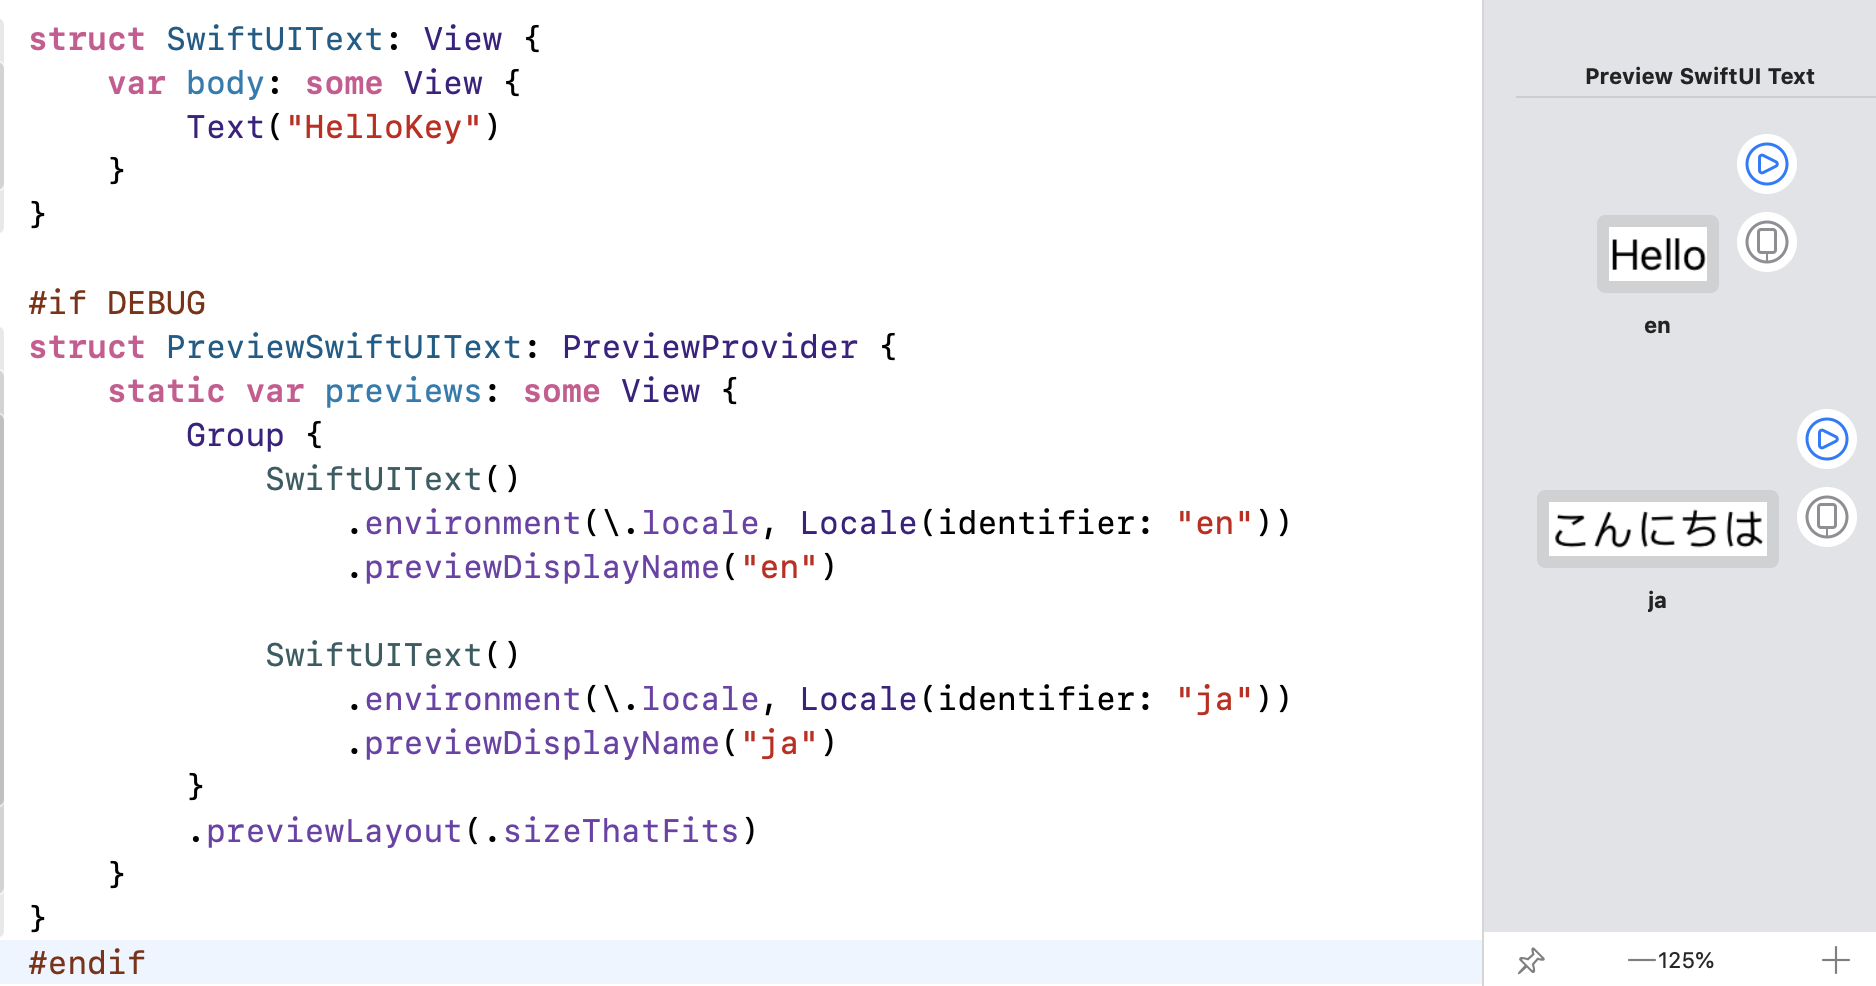 struct SwiftUIText: View {
    var body: some View {
        Text("HelloKey")
    }
}
#if DEBUG
struct PreviewSwiftUIText: PreviewProvider {
    static var previews: some View {
        Group {
            SwiftUIText()
                .environment(\.locale, Locale(identifier: "en"))
                .previewDisplayName("en")
            SwiftUIText()
                .environment(\.locale, Locale(identifier: "ja"))
                .previewDisplayName("ja")
        }
        .previewLayout(.sizeThatFits)
    }
}
#endif
Preview SwiftUI Text
Hello
en
こんにちは
ja
125%